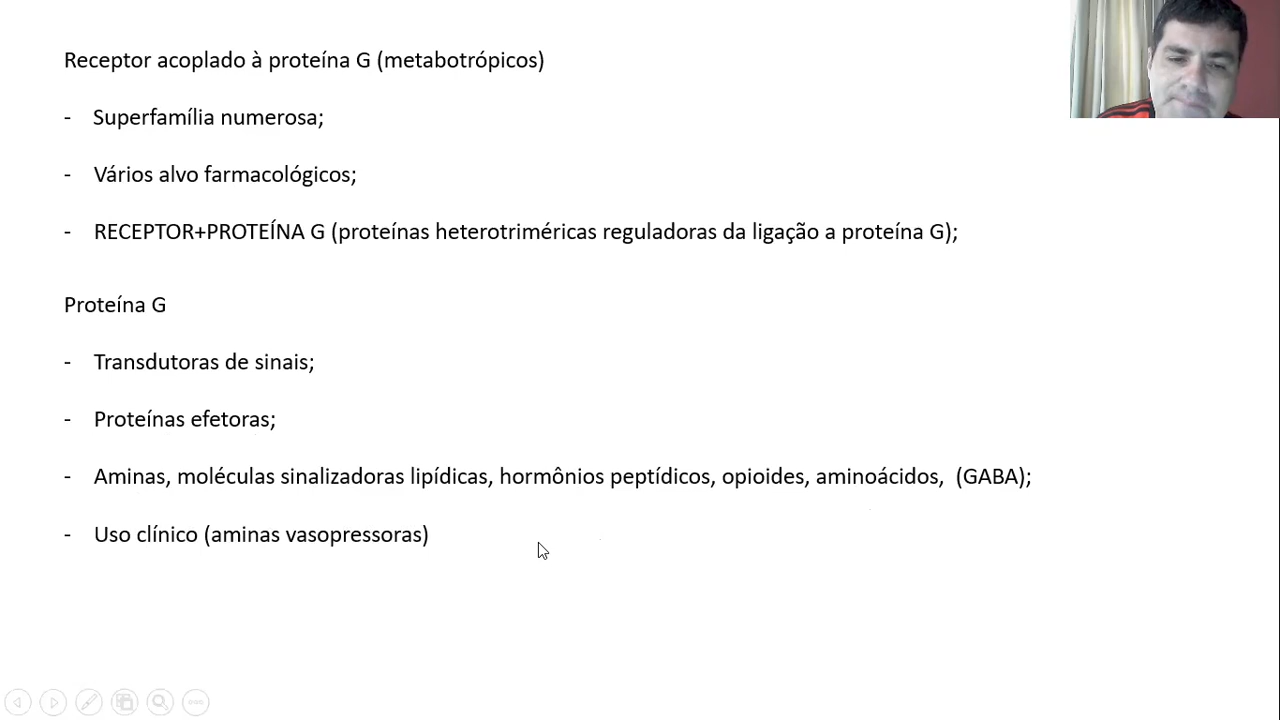 Receptor acoplado à proteína G (metabotrópicos)
- Superfamília numerosa;
- Vários alvo farmacológicos;
- RECEPTOR+PROTEÍNA G (proteínas heterotriméricas reguladoras da ligação a proteína G);
Proteína G
- Transdutoras de sinais;
- Proteínas efetoras;
- Aminas, moléculas sinalizadoras lipídicas, hormônios peptídicos, opioides, aminoácidos,  (GABA);
- Uso clínico (aminas vasopressoras)